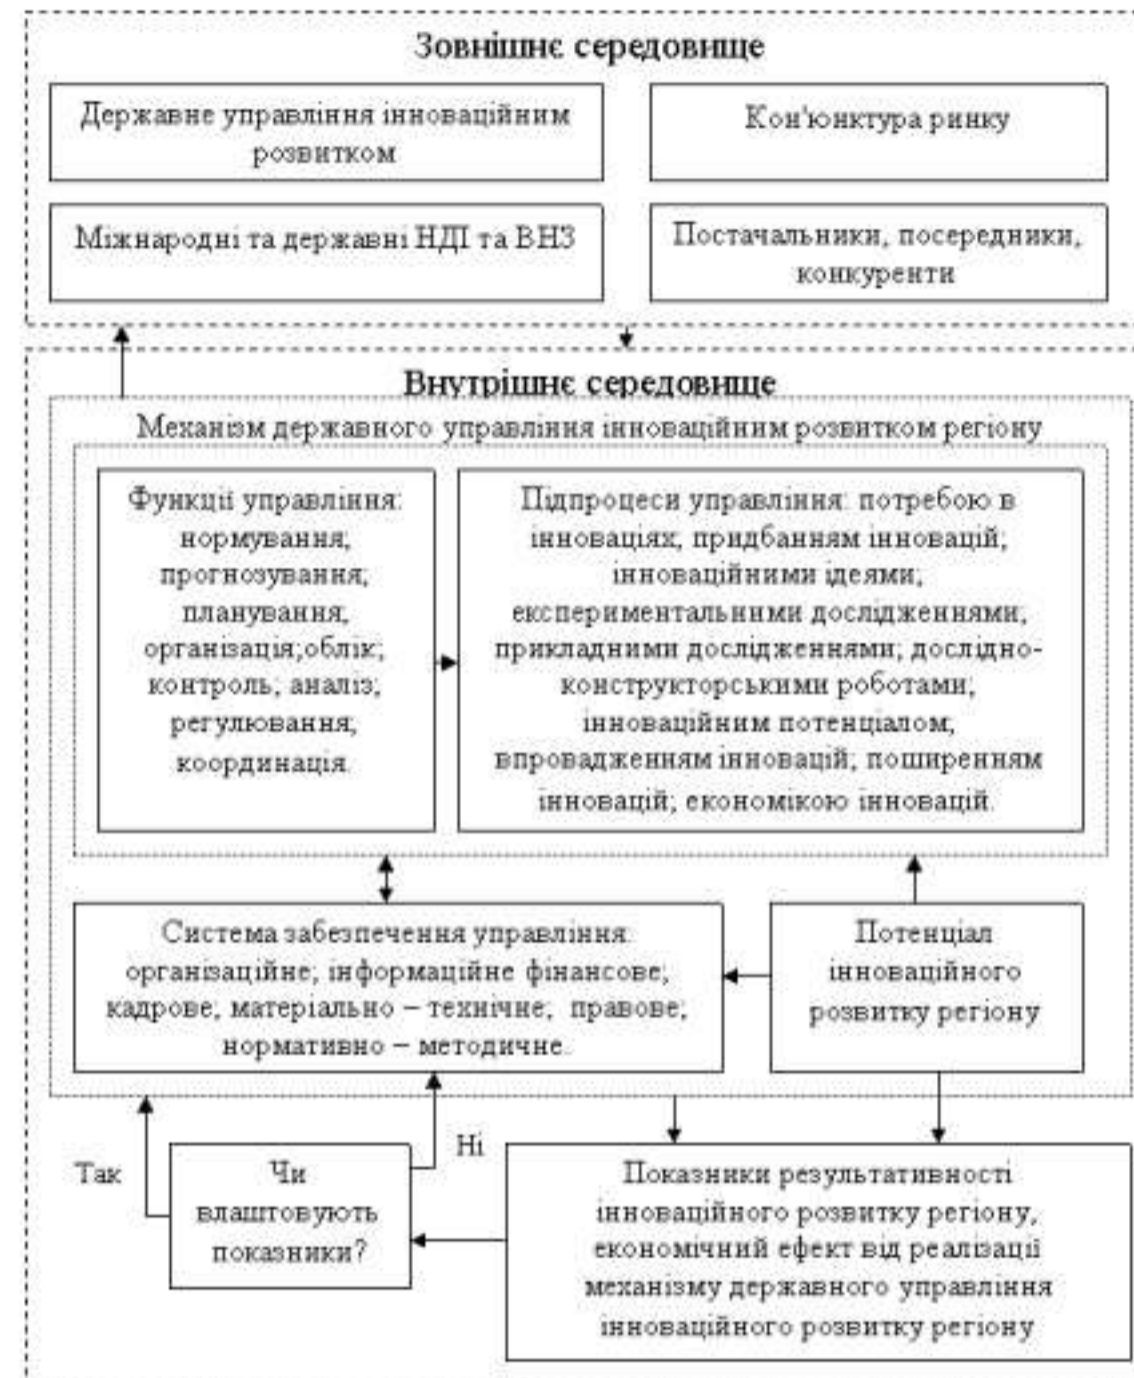 Зовнішнє середовище
Державне управління інноваційним
розвитком
Кон'юнктура ринку
Міжнародні та державні НДІ та ВНЗ
Постачальники, посередники,
конкуренти
Внутрішнє середовище
Механізм державного управління інноваційним розвитком регіону
Функції управління:
нормування;
прогнозування;
планування;
організація;облік;
контроль; аналіз;
регулювання;
координація.
Підпроцеси управління: потребою в
інноваціях; придбанням інновацій;
інноваційними ідеями;
експериментальними дослідженнями;
прикладними дослідженнями; дослідно-
конструкторськими роботами;
інноваційним потенціалом;
впровадженням інновацій; поширенням
інновацій; економікою інновацій.
Система забезпечення управління:
організаційне; інформаційне фінансове;
кадрове; матеріально – технічне; правове;
нормативно – методичне.
Потенціал
інноваційного
розвитку регіону
Так
Чи
влаштовують
показники?
Ні
Показники результативності
інноваційного розвитку регіону,
економічний ефект від реалізації
механізму державного управління
інноваційного розвитку регіону